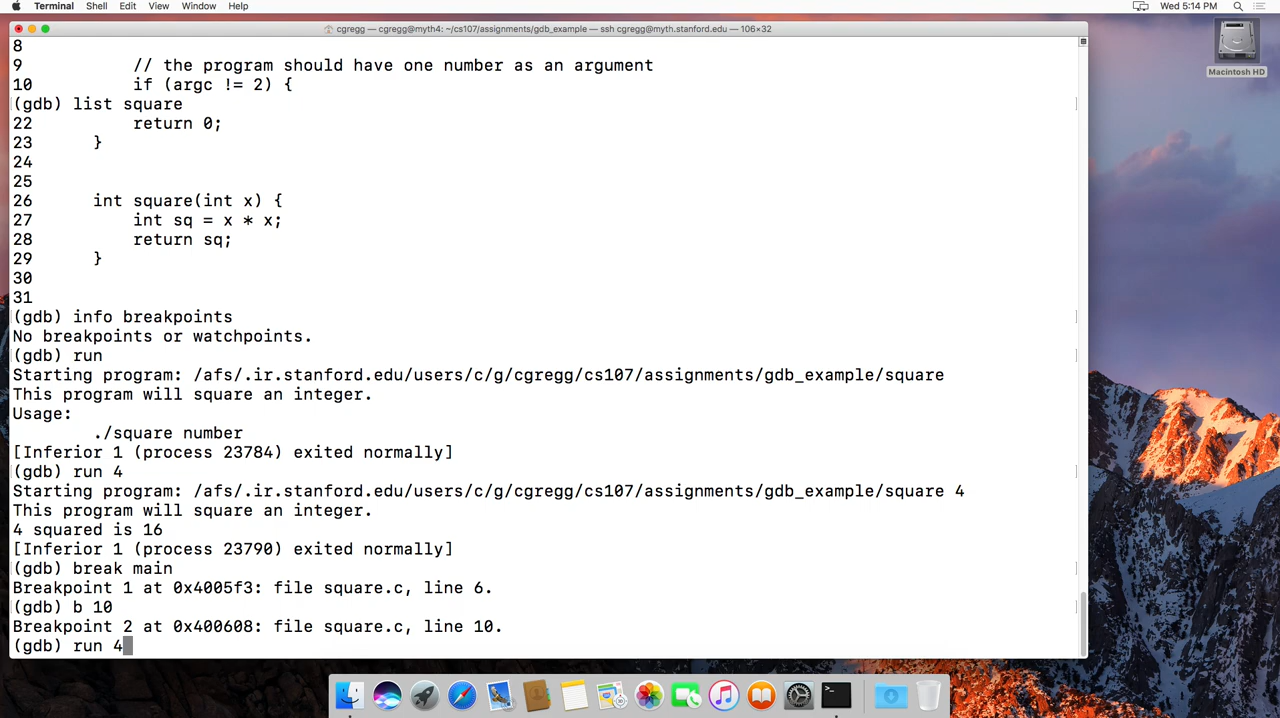 Terminal Shell Edit View Window Help
Wed 5:14 PM
cgregg — cgregg@myth4: ~/cs107/assignments/gdb_example — ssh cgregg@myth.stanford.edu — 106×32
Macintosh HD
8
9 // the program should have one number as an argument
10 if (argc != 2) {
(gdb) list square
22 return 0;
23 }
24
25
26 int square(int x) {
27 int sq = x * x;
28 return sq;
29 }
30
31
(gdb) info breakpoints
No breakpoints or watchpoints.
(gdb) run
Starting program: /afs/.ir.stanford.edu/users/c/g/cgregg/cs107/assignments/gdb_example/square
This program will square an integer.
Usage:
./square number
[Inferior 1 (process 23784) exited normally]
(gdb) run 4
Starting program: /afs/.ir.stanford.edu/users/c/g/cgregg/cs107/assignments/gdb_example/square 4
This program will square an integer.
4 squared is 16
[Inferior 1 (process 23790) exited normally]
(gdb) break main
Breakpoint 1 at 0x4005f3: file square.c, line 6.
(gdb) b 10
Breakpoint 2 at 0x400608: file square.c, line 10.
(gdb) run 4